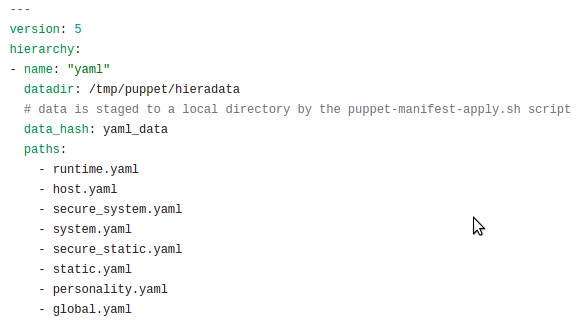 ---
version: 5
hierarchy:
- name: "yaml"
  datadir: /tmp/puppet/hieradata
  # data is staged to a local directory by the puppet-manifest-apply.sh script
  data_hash: yaml_data
  paths:
    - runtime.yaml
    - host.yaml
    - secure_system.yaml
    - system.yaml
    - secure_static.yaml
    - static.yaml
    - personality.yaml
    - global.yaml